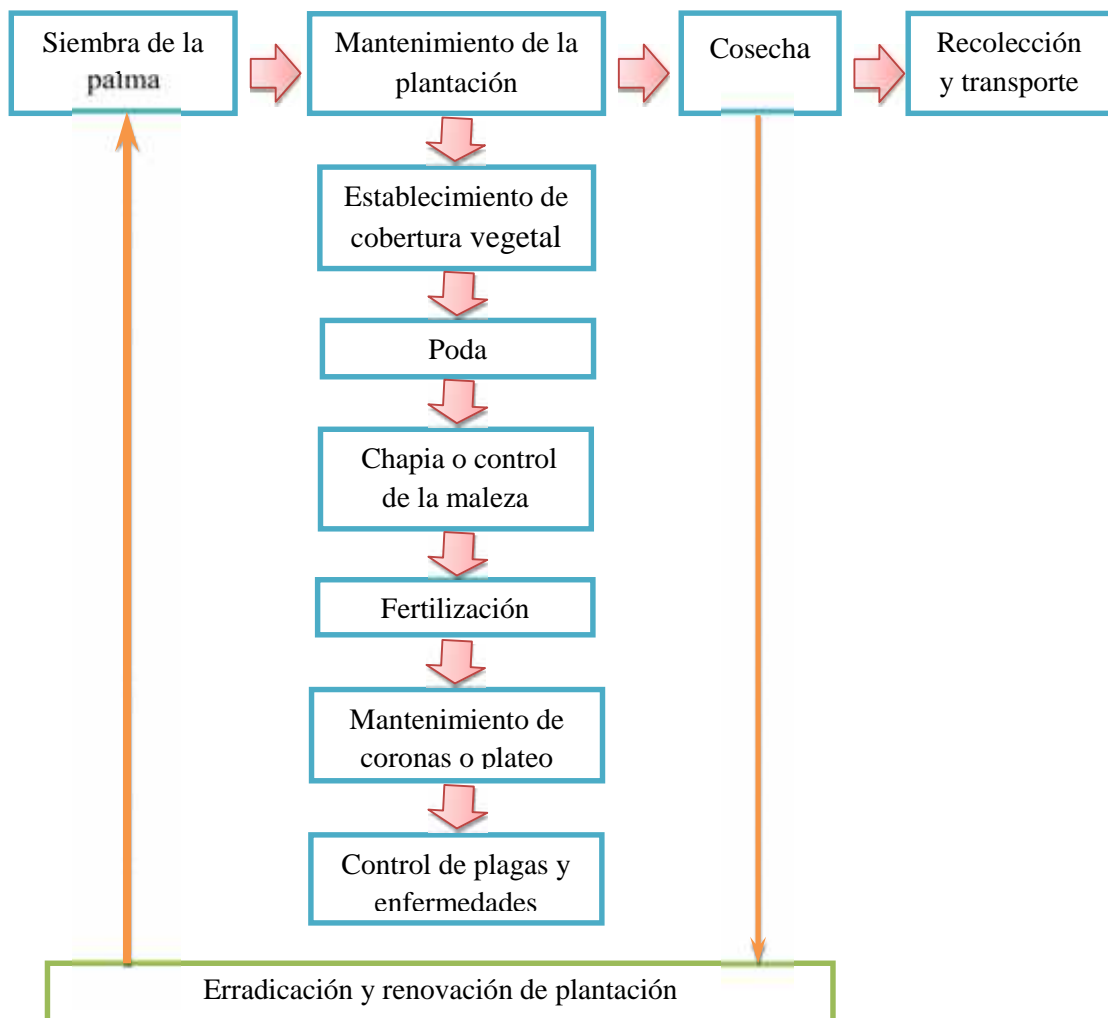 Siembra de la
palma
Mantenimiento de la
plantación
Cosecha
Recolección
y transporte
Establecimiento de
cobertura vegetal
Poda
Chapia o control
de la maleza
Fertilización
Mantenimiento de
coronas o plateo
Control de plagas y
enfermedades
Erradicación y renovación de plantación